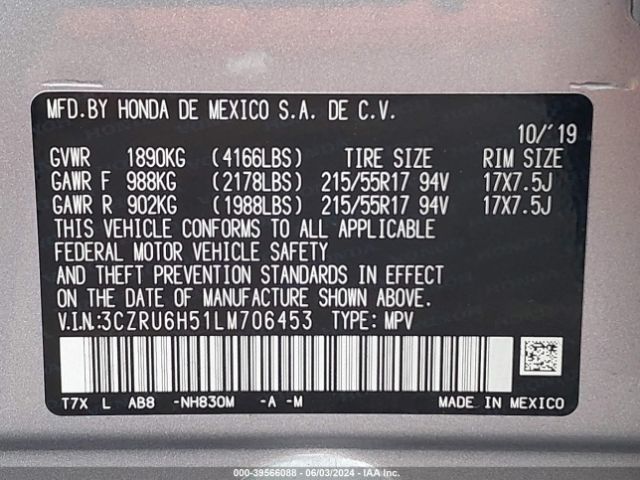 MFD.BY HONDA DE MEXICO S.A. DE C.V.
10/'19
GVWR 1890KG (4166LBS) TIRE SIZE RIM SIZE
GAWR F 988KG (2178LBS) 215/55R17 94V 17X7.5J
GAWR R 902KG (1988LBS) 215/55R17 94V 17X7.5J
THIS VEHICLE CONFORMS TO ALL APPLICABLE
FEDERAL MOTOR VEHICLE SAFETY
AND THEFT PREVENTION STANDARDS IN EFFECT
ON THE DATE OF MANUFACTURE SHOWN ABOVE.
V.I.N.:3CZRU6H51LM706453 TYPE: MPV
T7X L AB8 -NH830M -A -M MADE IN MEXICO
000-39566088 - 06/03/2024 - IAAI.COM